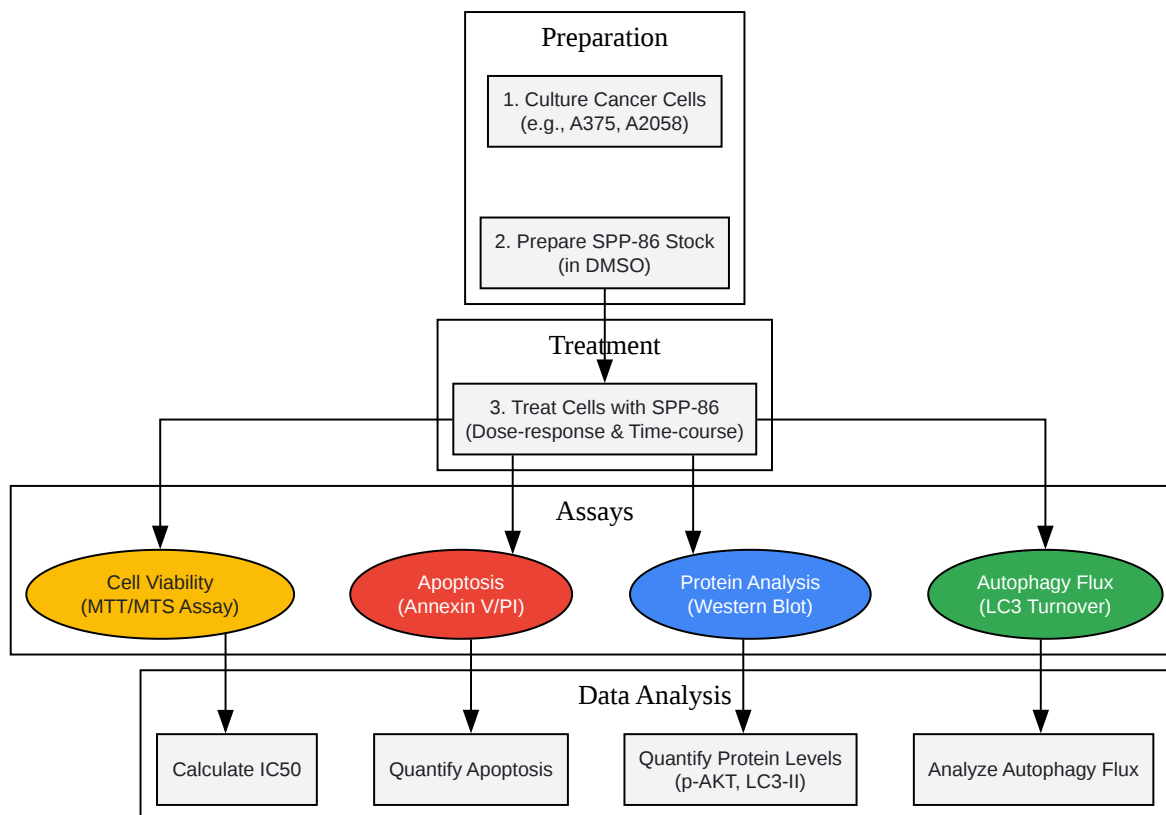 Preparation
1. Culture Cancer Cells
(e.g., A375, A2058)
2. Prepare SPP-86 Stock
(in DMSO)
Treatment
3. Treat Cells with SPP-86
(Dose-response & Time-course)
Assays
Cell Viability
(MTT/MTS Assay)
Apoptosis
(Annexin V/PI)
Protein Analysis
(Western Blot)
Autophagy Flux
(LC3 Turnover)
Data Analysis
Calculate IC50
Quantify Apoptosis
Quantify Protein Levels
(p-AKT, LC3-II)
Analyze Autophagy Flux